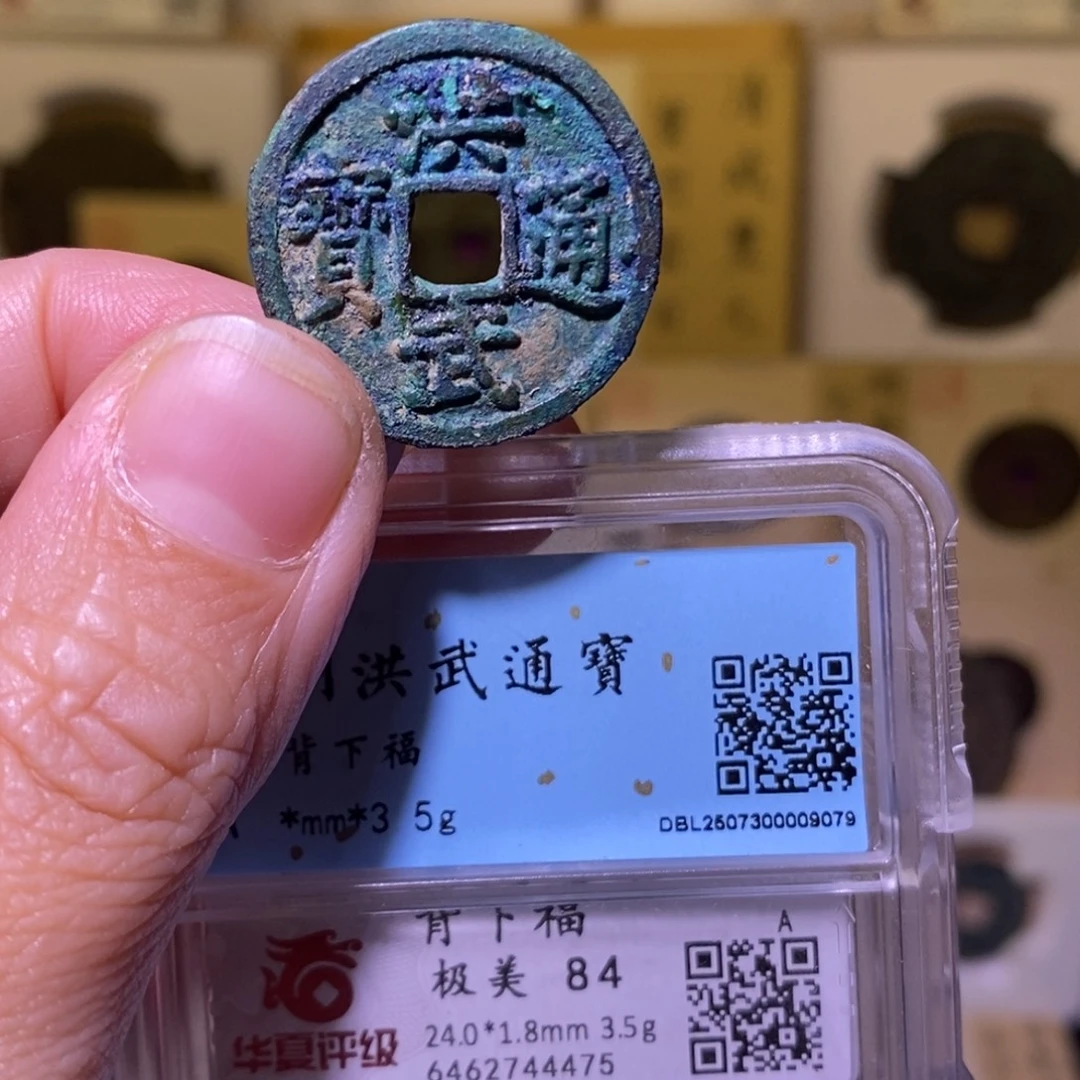 洪武通寶
洪武通寶
背下福
*mm*3 5g
DBL2507300009079
背下福
A
极美 84
华夏评级
24.0*1.8mm 3.5g
6462744475